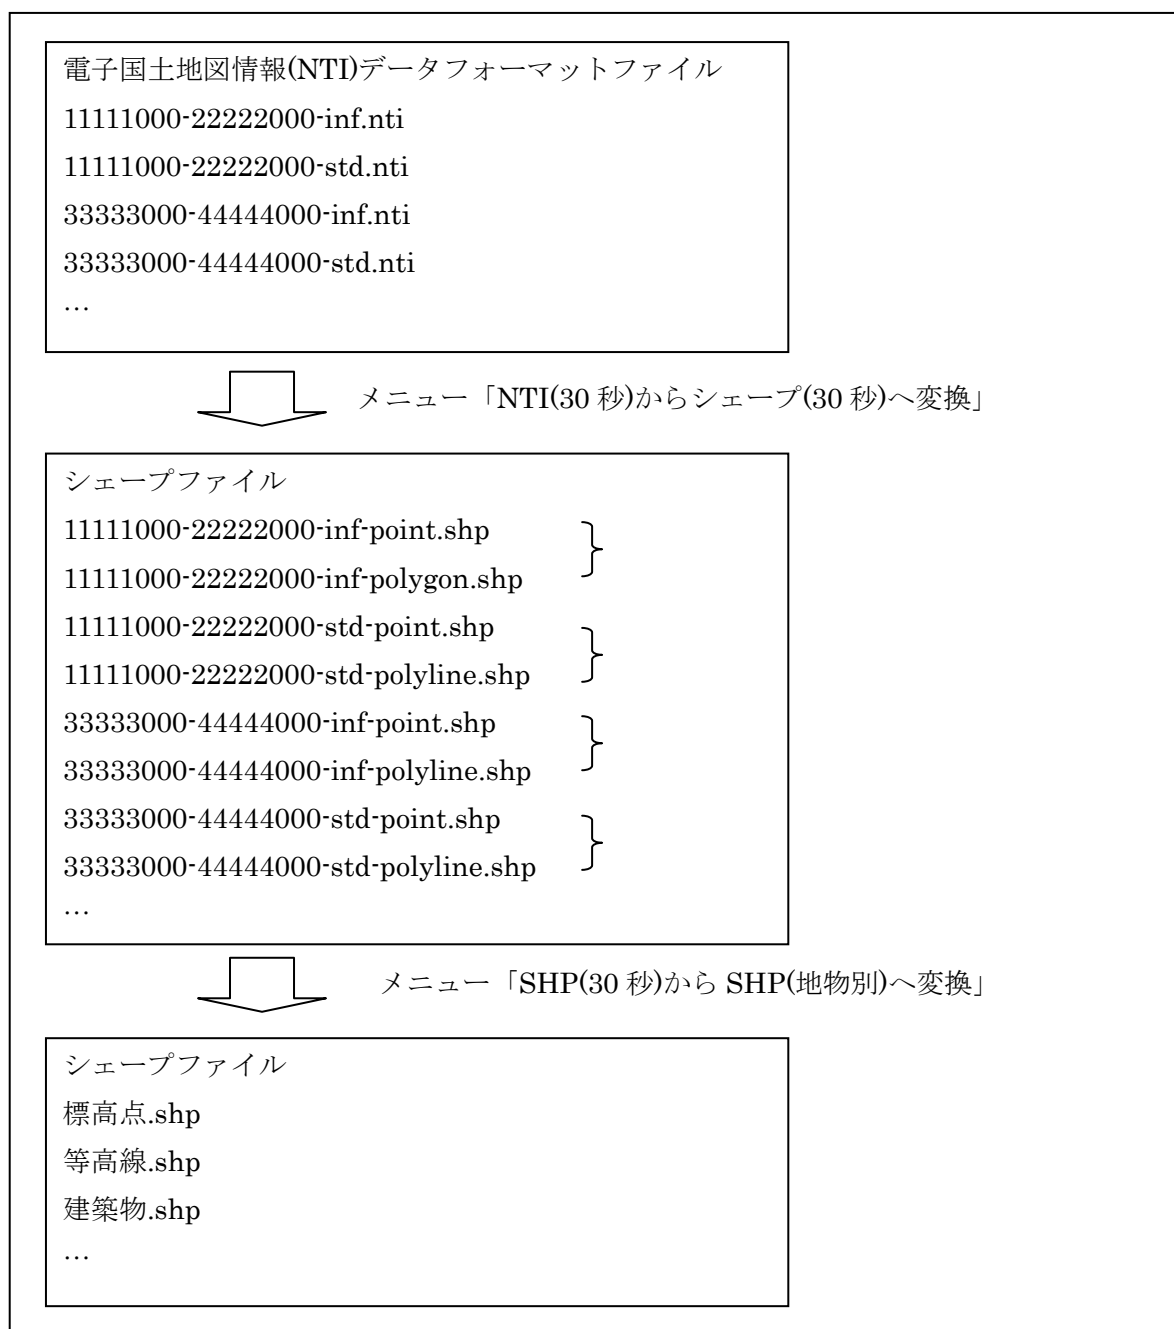 電子国土地図情報(NTI)データフォーマットファイル
11111000-22222000-inf.nti
11111000-22222000-std.nti
33333000-44444000-inf.nti
33333000-44444000-std.nti
…
メニュー「NTI(30 秒)からシェープ(30 秒)へ変換」
シェープファイル
11111000-22222000-inf-point.shp
11111000-22222000-inf-polygon.shp
11111000-22222000-std-point.shp
11111000-22222000-std-polyline.shp
33333000-44444000-inf-point.shp
33333000-44444000-inf-polyline.shp
33333000-44444000-std-point.shp
33333000-44444000-std-polyline.shp
…
メニュー「SHP(30 秒)から SHP(地物別)へ変換」
シェープファイル
標高点.shp
等高線.shp
建築物.shp
…